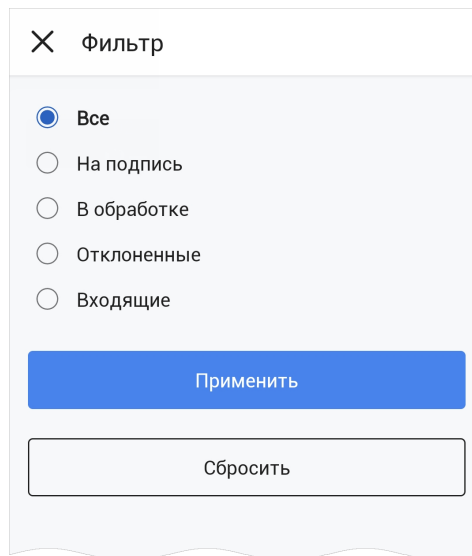 Фильтр
Все
На подпись
В обработке
Отклоненные
Входящие
Применить
Сбросить